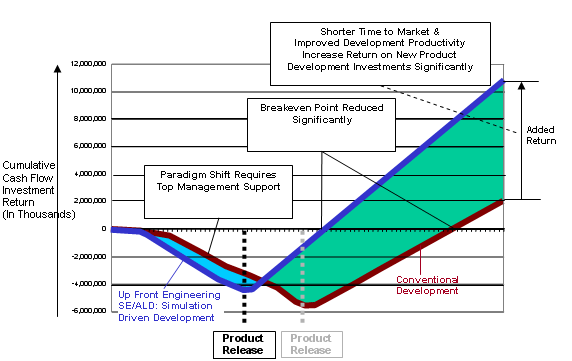 Shorter Time to Market &
Improved Development Productivity
Increase Return on New Product
Development Investments Significantly
12,000,000
10,000,000
8,000,000
6,000,000
4,000,000
2,000,000
0
-2,000,000
-4,000,000
-6,000,000
Breakeven Point Reduced
Significantly
Added
Return
Cumulative
Cash Flow
Investment
Return
(In Thousands)
Paradigm Shift Requires
Top Management Support
Up Front Engineering
SE/ALD: Simulation
Driven Development
Conventional
Development
Product
Release
Product
Release